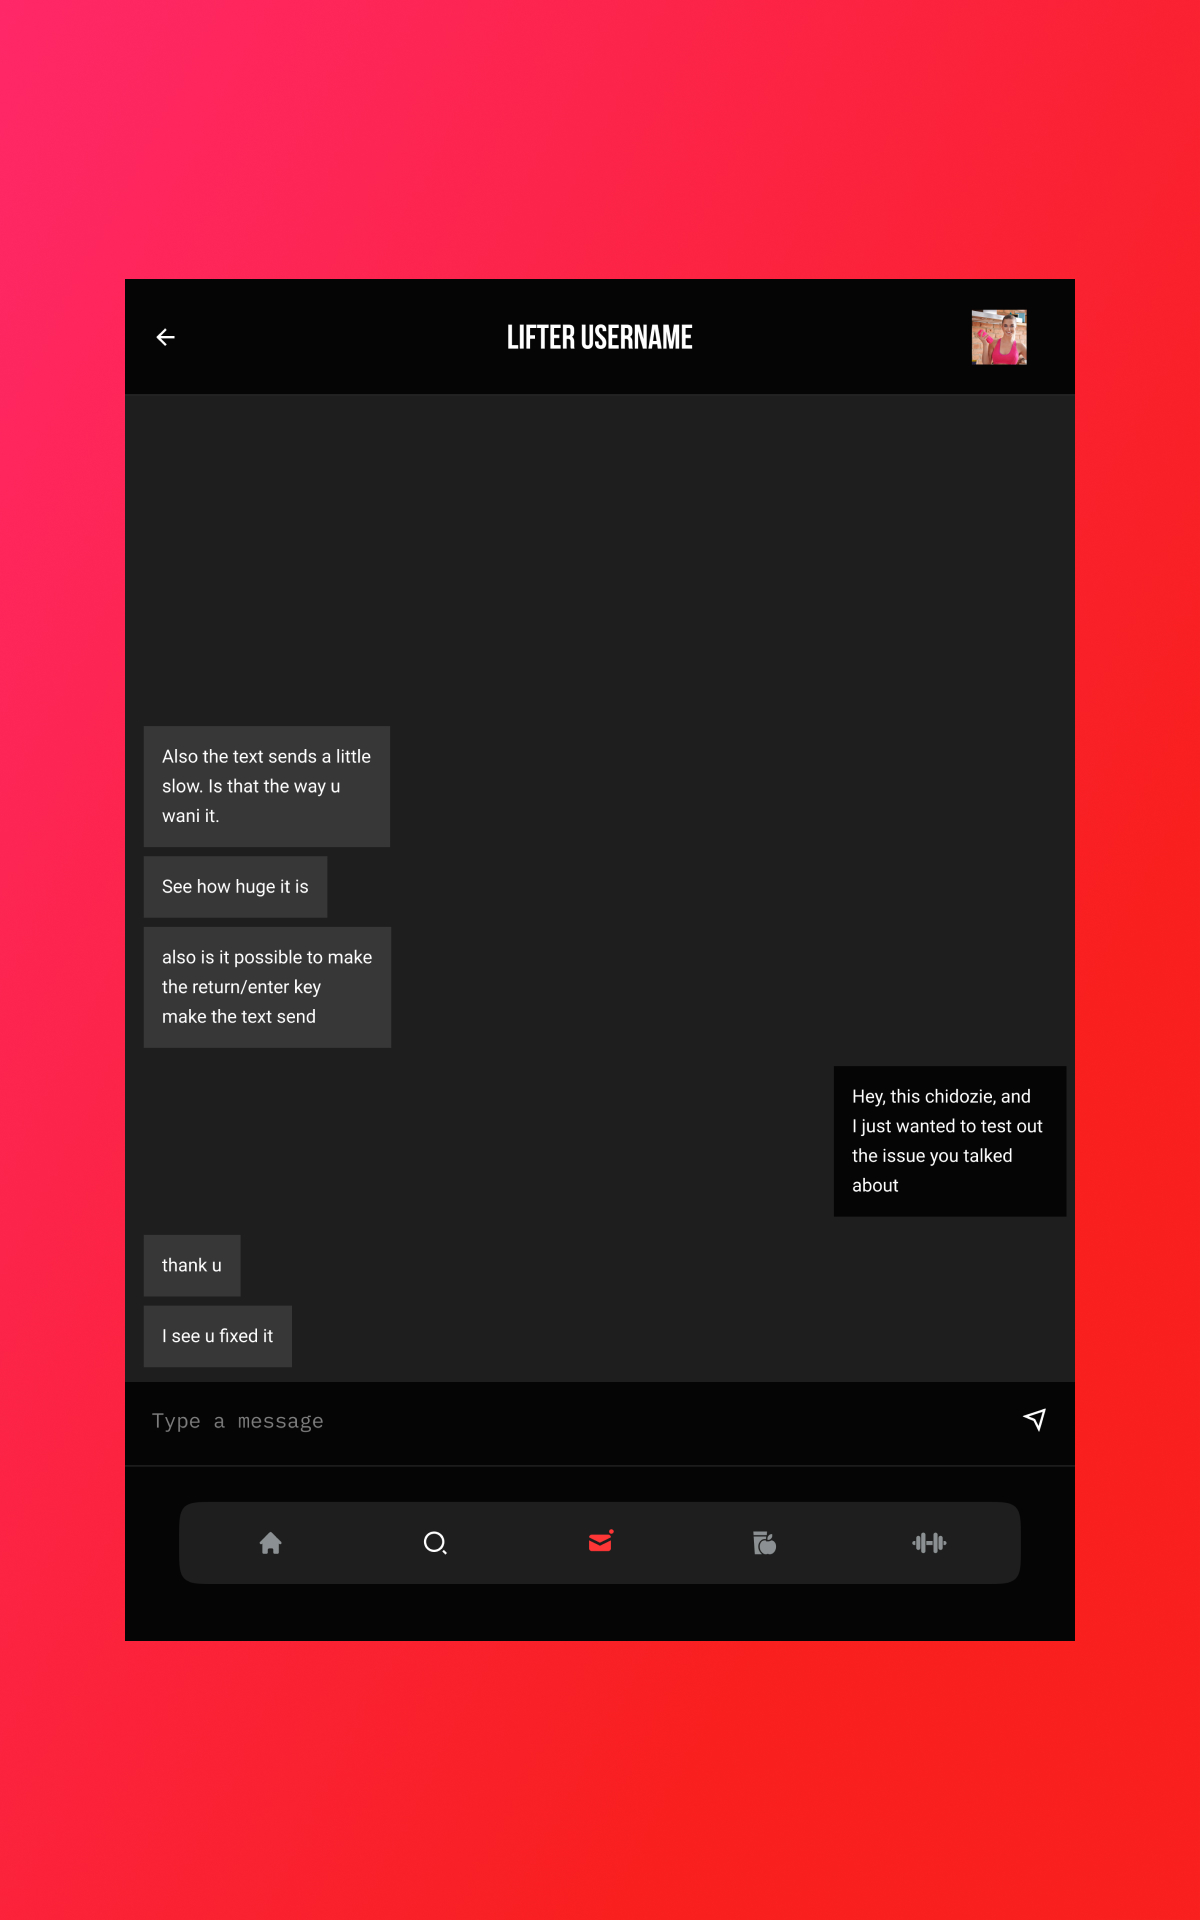 LIFTER USERNAME
Also the text sends a little
slow. Is that the way u
wani it.
See how huge it is
also is it possible to make
the return/enter key
make the text send
Hey, this chidozie, and
I just wanted to test out
the issue you talked
about
thank u
I see u fixed it
Type a message